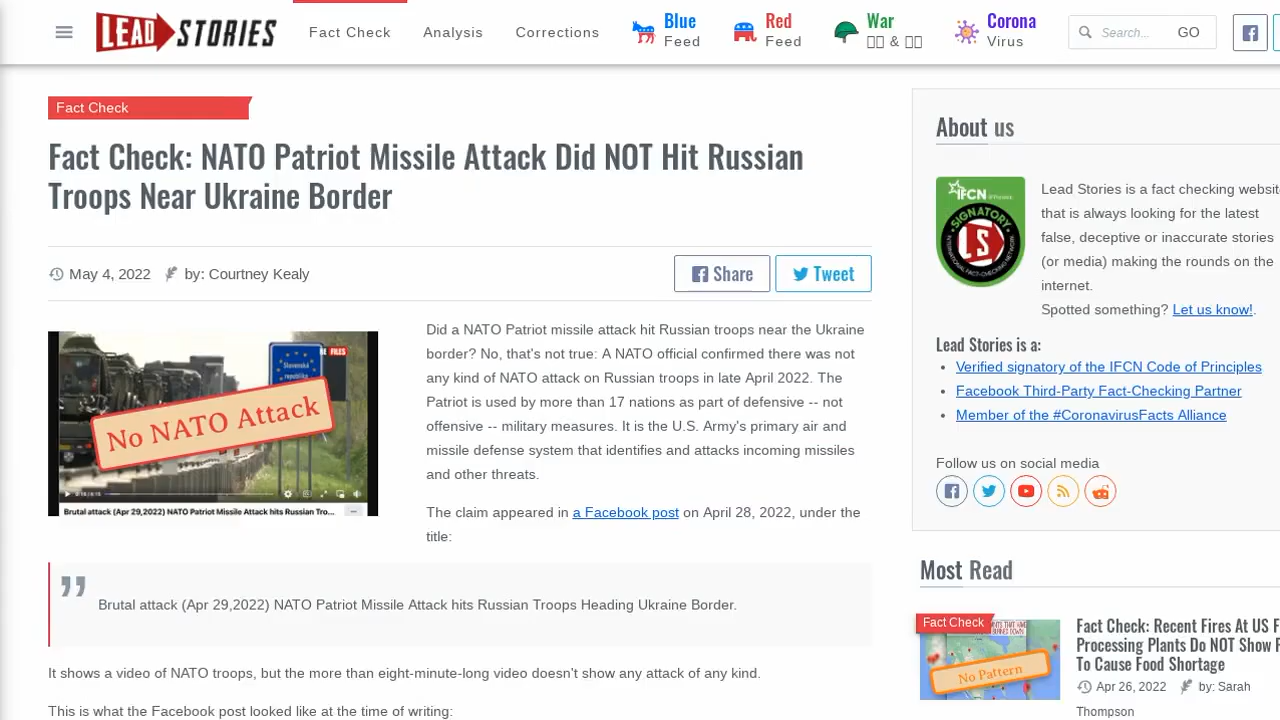 LEAD STORIES
Fact Check
Analysis
Corrections
Blue
Feed
Red
Feed
War
&
Corona
Virus
Search...
GO
Fact Check
Fact Check: NATO Patriot Missile Attack Did NOT Hit Russian
Troops Near Ukraine Border
May 4, 2022
by: Courtney Kealy
Share
Tweet
Slovenská
republika
FILES
No NATO Attack
Brutal attack (Apr 29,2022) NATO Patriot Missile Attack hits Russian Tro...
Did a NATO Patriot missile attack hit Russian troops near the Ukraine
border? No, that's not true: A NATO official confirmed there was not
any kind of NATO attack on Russian troops in late April 2022. The
Patriot is used by more than 17 nations as part of defensive -- not
offensive -- military measures. It is the U.S. Army's primary air and
missile defense system that identifies and attacks incoming missiles
and other threats.
The claim appeared in a Facebook post on April 28, 2022, under the
title:
Brutal attack (Apr 29,2022) NATO Patriot Missile Attack hits Russian Troops Heading Ukraine Border.
It shows a video of NATO troops, but the more than eight-minute-long video doesn't show any attack of any kind.
This is what the Facebook post looked like at the time of writing:
About us
IFCN
SIGNATORY
LS
INTERNATIONAL FACT-CHECKING NETWORK
Lead Stories is a fact checking website
that is always looking for the latest
false, deceptive or inaccurate stories
(or media) making the rounds on the
internet.
Spotted something? Let us know!.
Lead Stories is a:
• Verified signatory of the IFCN Code of Principles
• Facebook Third-Party Fact-Checking Partner
• Member of the #CoronavirusFacts Alliance
Follow us on social media
Most Read
Fact Check
No Pattern
Fact Check: Recent Fires At US F
Processing Plants Do NOT Show
To Cause Food Shortage
Apr 26, 2022
by: Sarah
Thompson